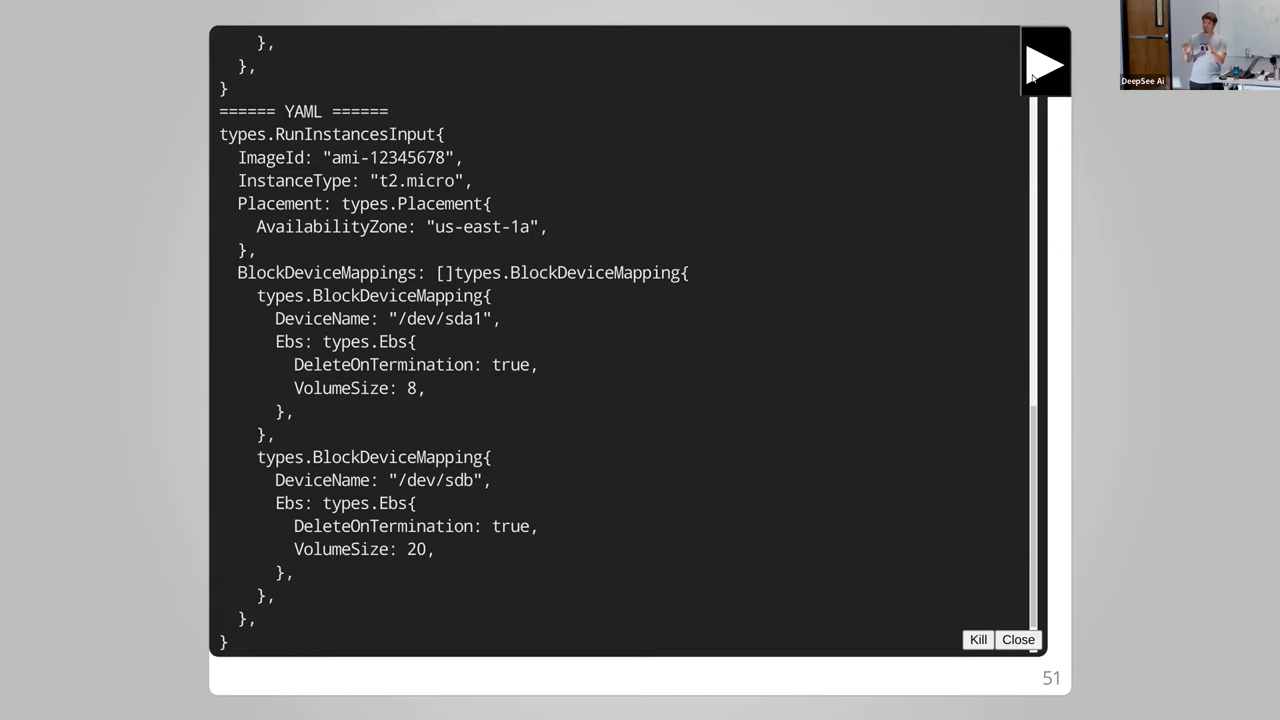 },
},
}
====== YAML ======
types.RunInstancesInput{
ImageId: "ami-12345678",
InstanceType: "t2.micro",
Placement: types.Placement{
AvailabilityZone: "us-east-1a",
},
BlockDeviceMappings: []types.BlockDeviceMapping{
types.BlockDeviceMapping{
DeviceName: "/dev/sda1",
Ebs: types.Ebs{
DeleteOnTermination: true,
VolumeSize: 8,
},
},
types.BlockDeviceMapping{
DeviceName: "/dev/sdb",
Ebs: types.Ebs{
DeleteOnTermination: true,
VolumeSize: 20,
},
},
},
}
Kill Close
51
DeepSee Ai